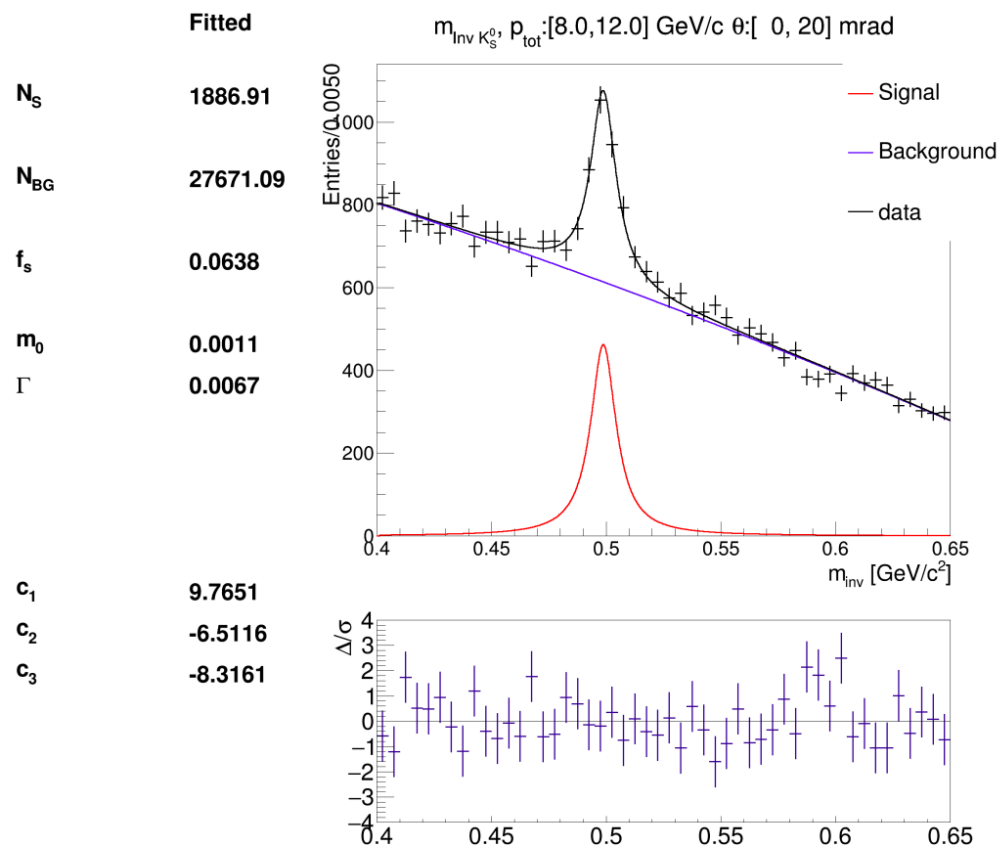 Fitted
m_Inv K_S^0, p_tot:[8.0,12.0] GeV/c θ:[ 0, 20] mrad
N_S 1886.91
N_BG 27671.09
f_s 0.0638
m_0 0.0011
Γ 0.0067
c_1 9.7651
c_2 -6.5116
c_3 -8.3161
Entries/0.0050
1000
800
600
400
200
0
0.4 0.45 0.5 0.55 0.6 0.65
m_inv [GeV/c^2]
Signal
Background
data
Δ/σ
4
3
2
1
0
−1
−2
−3
−4
0.4 0.45 0.5 0.55 0.6 0.65